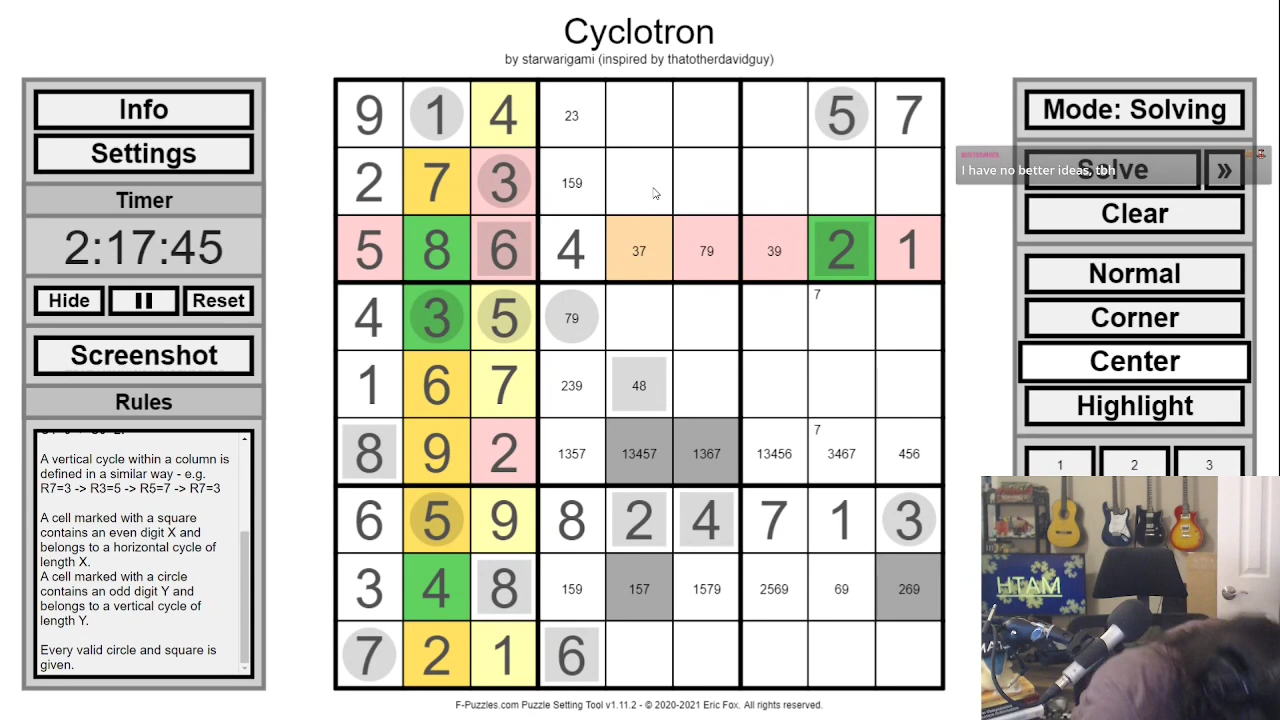 Cyclotron
by starwarigami (inspired by thatotherdavidguy)
Info
Settings
Timer
2:17:45
Hide
Reset
Screenshot
Rules
A vertical cycle within a column is
defined in a similar way - e.g.
R7=3 -> R3=5 -> R5=7 -> R7=3
A cell marked with a square
contains an even digit X and
belongs to a horizontal cycle of
length X.
A cell marked with a circle
contains an odd digit Y and
belongs to a vertical cycle of
length Y.
Every valid circle and square is
given.
9 1 4 23 5 7
2 7 3 159
5 8 6 4 37 79 39 2 1
4 3 5 79 7
1 6 7 239 48
8 9 2 1357 13457 1367 13456 7 3467 456
6 5 9 8 2 4 7 1 3
3 4 8 159 157 1579 2569 69 269
7 2 1 6
F-Puzzles.com Puzzle Setting Tool v1.11.2 - © 2020-2021 Eric Fox. All rights reserved.
Mode: Solving
I have no better ideas, tbh
Solve »
Clear
Normal
Corner
Center
Highlight
1 2 3
HTAM